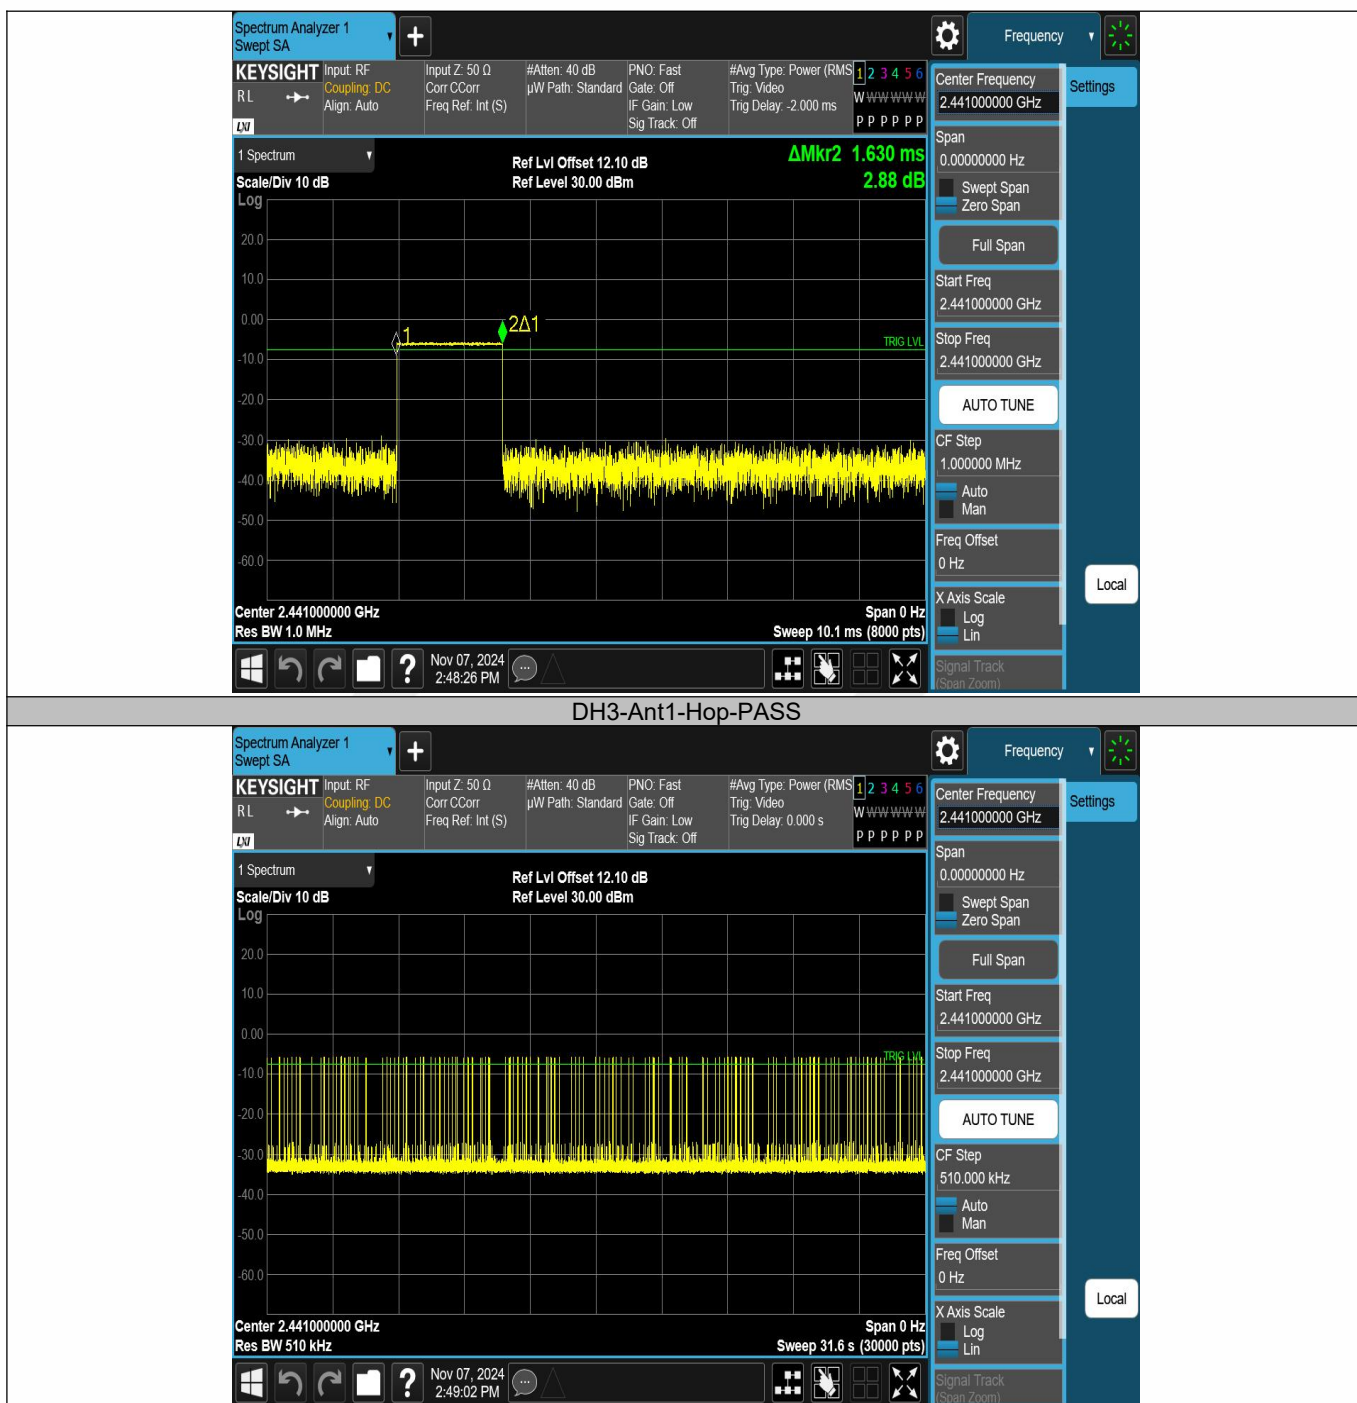 Spectrum Analyzer 1
Swept SA
Frequency
KEYSIGHT
RL
LXI
Input: RF
Coupling: DC
Align: Auto
Input Z: 50 Ω
Corr CCorr
Freq Ref: Int (S)
#Atten: 40 dB
µW Path: Standard
PNO: Fast
Gate: Off
IF Gain: Low
Sig Track: Off
#Avg Type: Power (RMS
Trig: Video
Trig Delay: -2.000 ms
1 2 3 4 5 6
W W W W W W
P P P P P P
Center Frequency
2.441000000 GHz
Settings
1 Spectrum
Scale/Div 10 dB
Ref Lvl Offset 12.10 dB
Ref Level 30.00 dBm
ΔMkr2 1.630 ms
2.88 dB
Log
20.0
10.0
0.00
-10.0
-20.0
-30.0
-40.0
-50.0
-60.0
1
2Δ1
TRIG LVL
Span
0.00000000 Hz
Swept Span
Zero Span
Full Span
Start Freq
2.441000000 GHz
Stop Freq
2.441000000 GHz
AUTO TUNE
CF Step
1.000000 MHz
Auto
Man
Freq Offset
0 Hz
X Axis Scale
Log
Lin
Signal Track
(Span Zoom)
Local
Center 2.441000000 GHz
Res BW 1.0 MHz
Span 0 Hz
Sweep 10.1 ms (8000 pts)
Nov 07, 2024
2:48:26 PM
DH3-Ant1-Hop-PASS
Spectrum Analyzer 1
Swept SA
Frequency
KEYSIGHT
RL
LXI
Input: RF
Coupling: DC
Align: Auto
Input Z: 50 Ω
Corr CCorr
Freq Ref: Int (S)
#Atten: 40 dB
µW Path: Standard
PNO: Fast
Gate: Off
IF Gain: Low
Sig Track: Off
#Avg Type: Power (RMS
Trig: Video
Trig Delay: 0.000 s
1 2 3 4 5 6
W W W W W W
P P P P P P
Center Frequency
2.441000000 GHz
Settings
1 Spectrum
Scale/Div 10 dB
Ref Lvl Offset 12.10 dB
Ref Level 30.00 dBm
Log
20.0
10.0
0.00
-10.0
-20.0
-30.0
-40.0
-50.0
-60.0
TRIG LVL
Span
0.00000000 Hz
Swept Span
Zero Span
Full Span
Start Freq
2.441000000 GHz
Stop Freq
2.441000000 GHz
AUTO TUNE
CF Step
510.000 kHz
Auto
Man
Freq Offset
0 Hz
X Axis Scale
Log
Lin
Signal Track
(Span Zoom)
Local
Center 2.441000000 GHz
Res BW 510 kHz
Span 0 Hz
Sweep 31.6 s (30000 pts)
Nov 07, 2024
2:49:02 PM